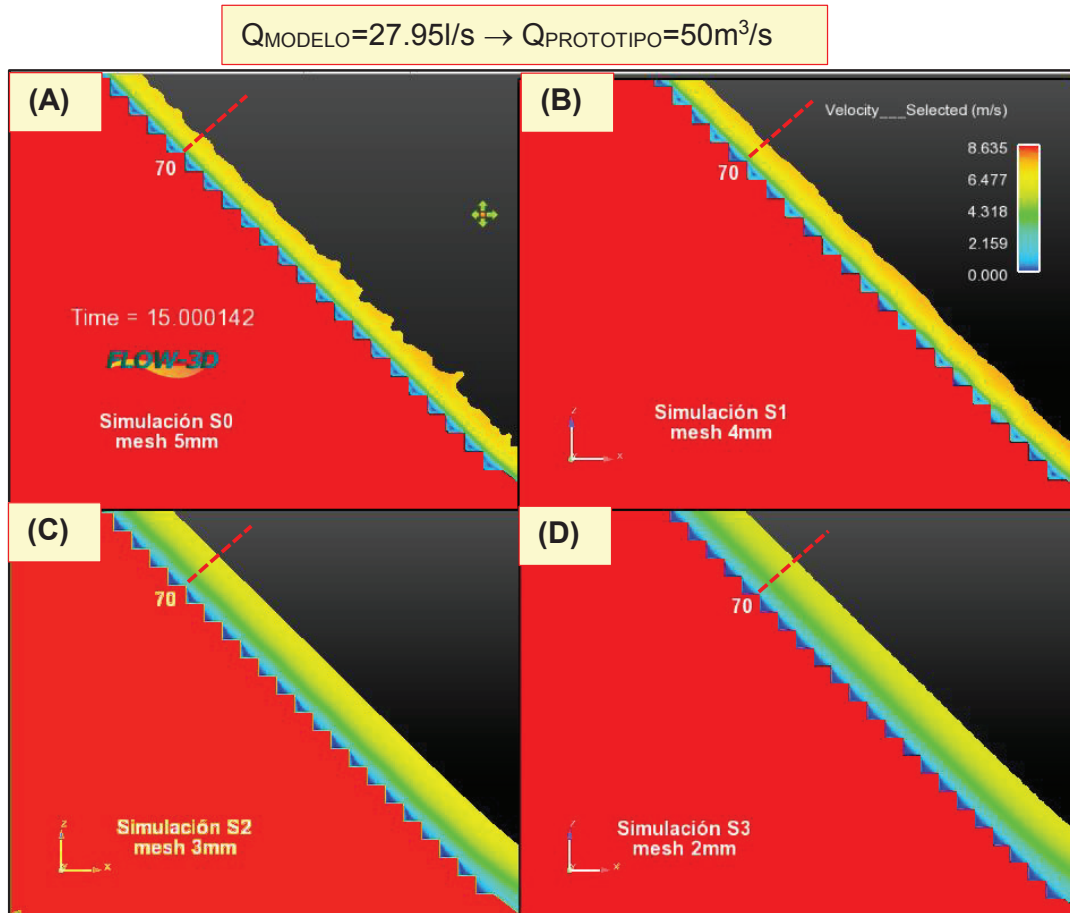 QMODELO=27.95l/s → QPROTOTIPO=50m³/s
(A)
70
Time = 15.000142
FLOW-3D
Simulación S0
mesh 5mm
(B)
Velocity___Selected (m/s)
8.635
6.477
4.318
2.159
0.000
70
Simulación S1
mesh 4mm
z
x
(C)
70
Simulación S2
mesh 3mm
z
x
(D)
70
Simulación S3
mesh 2mm
z
x